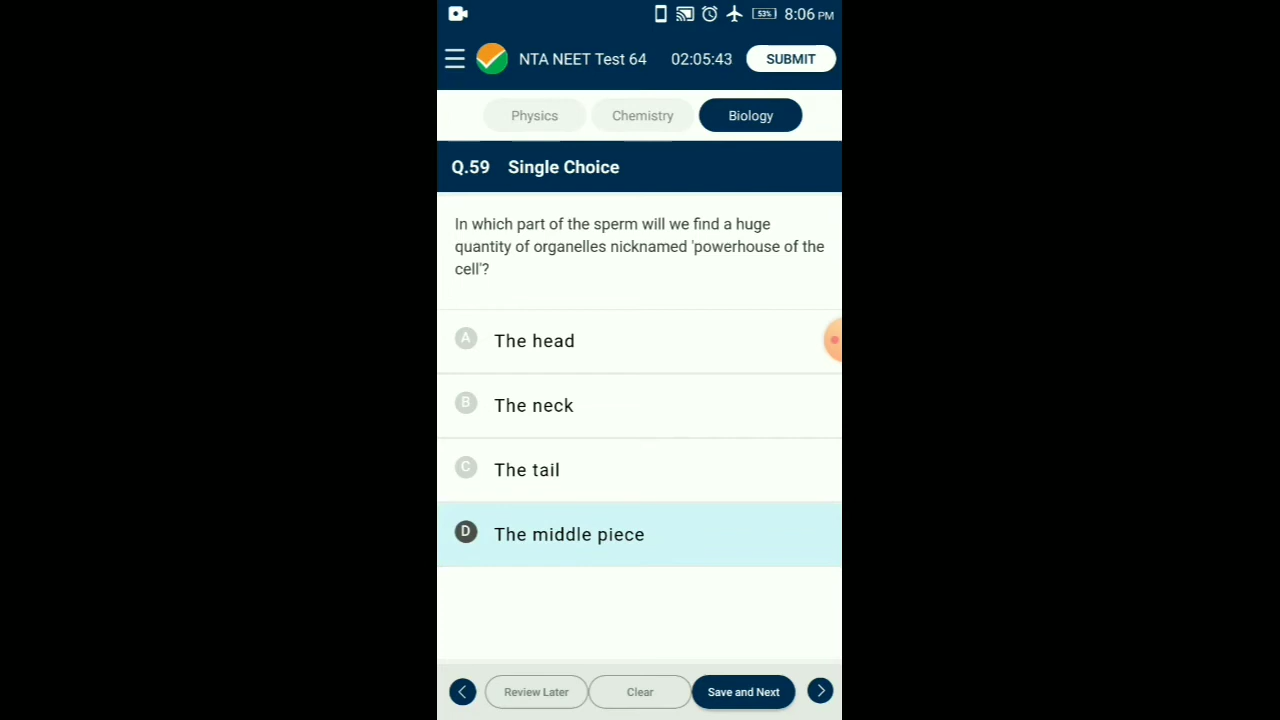 53% 8:06 PM
NTA NEET Test 64 02:05:43 SUBMIT
Physics Chemistry Biology
Q.59 Single Choice
In which part of the sperm will we find a huge
quantity of organelles nicknamed 'powerhouse of the
cell'?
A The head
B The neck
C The tail
D The middle piece
Review Later Clear Save and Next